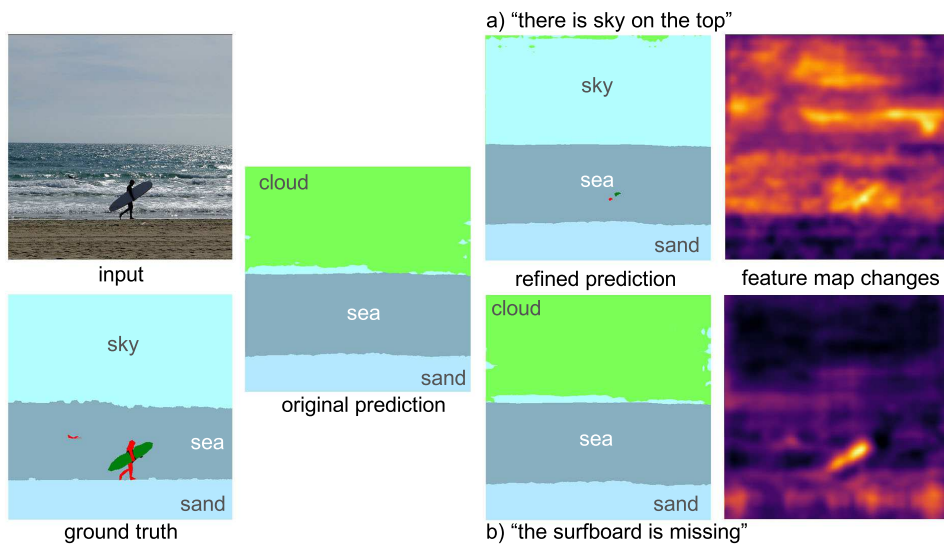 a) “there is sky on the top”
input
sky
sea
sand
ground truth
cloud
sea
sand
original prediction
sky
sea
sand
refined prediction
feature map changes
cloud
sea
sand
b) “the surfboard is missing”